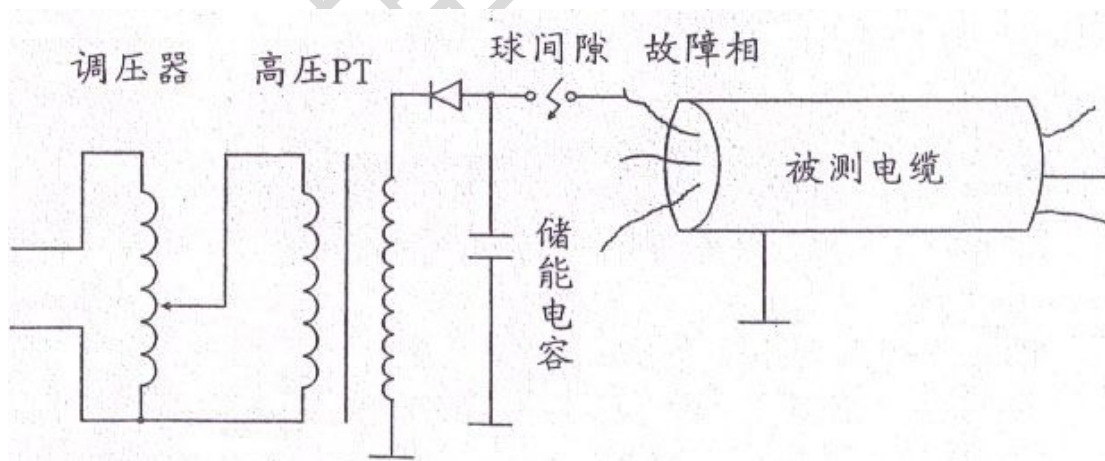 调压器
高压PT
球间隙
故障相
被测电缆
储能电容